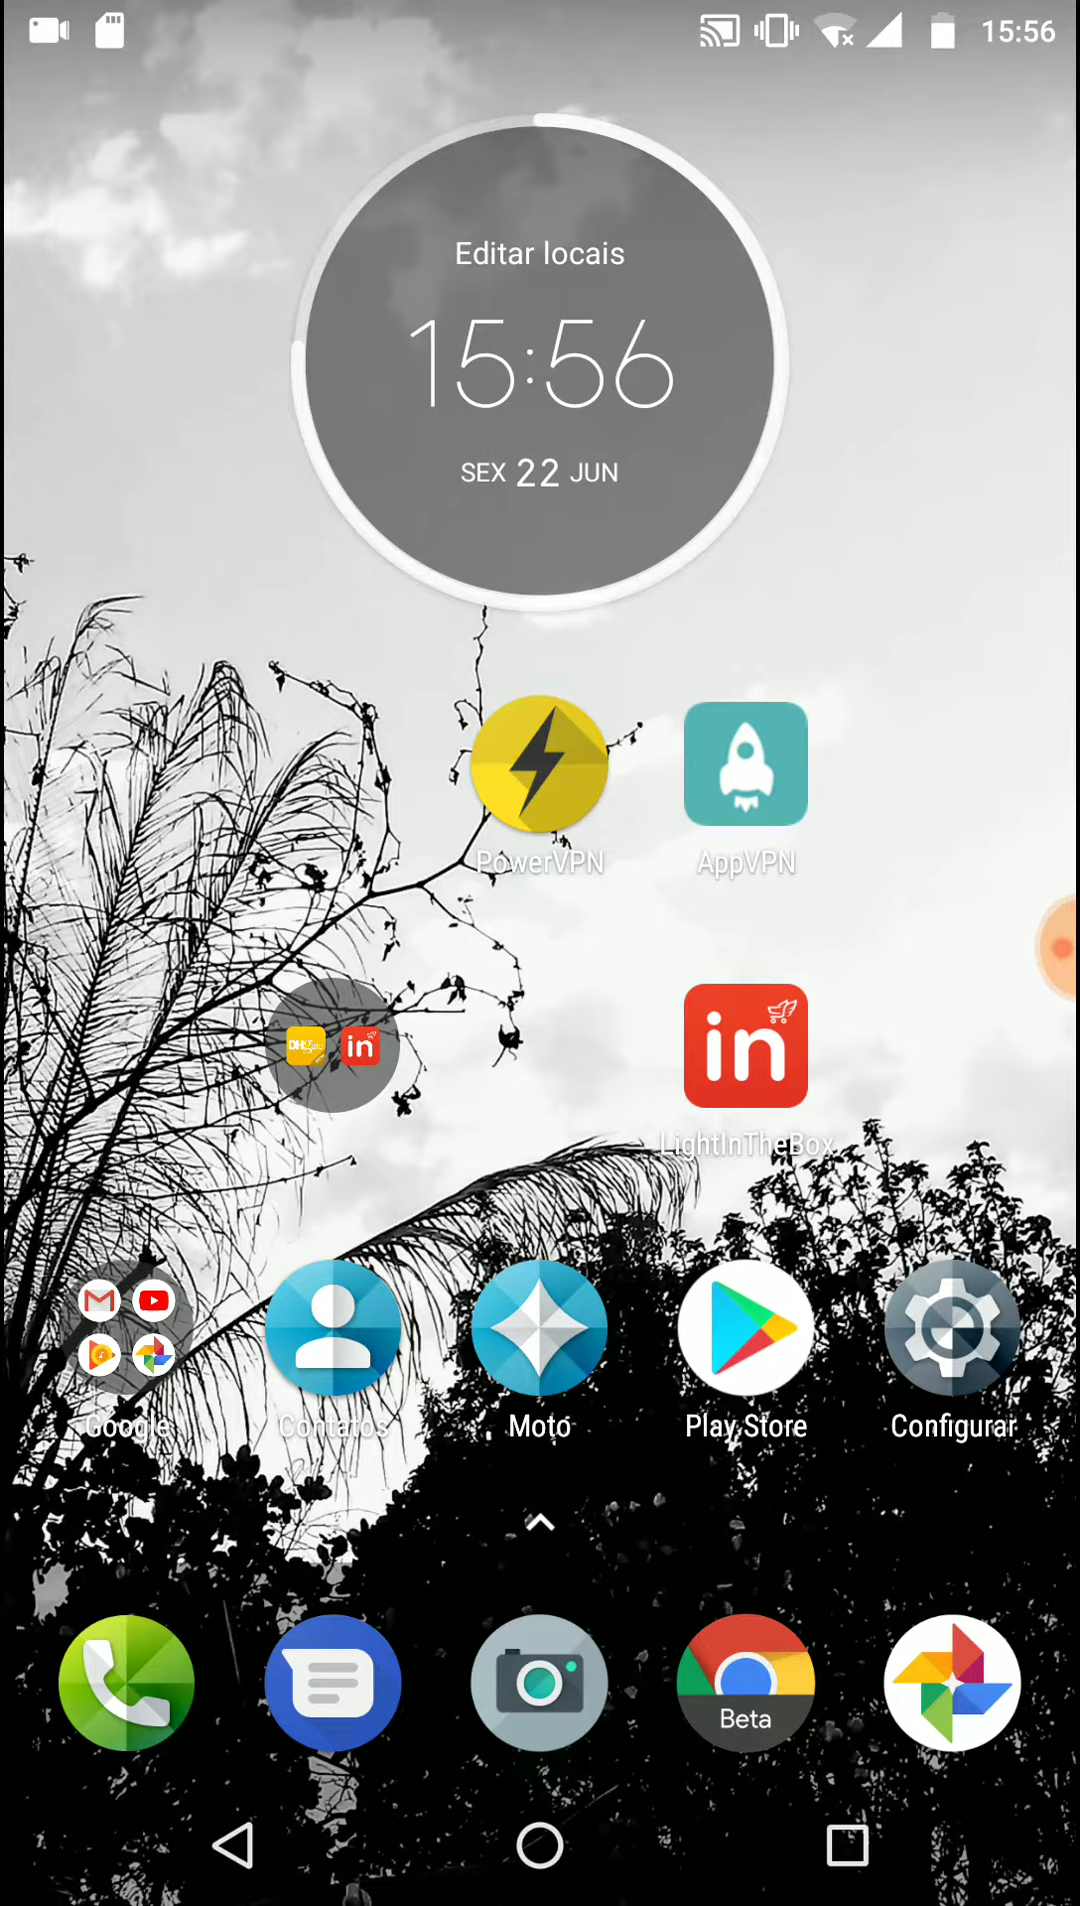 15:56
Editar locais
15:56
SEX 22 JUN
PowerVPN
AppVPN
in
in
LightInTheBox
Google
Contatos
Moto
Play Store
Configurar
Beta